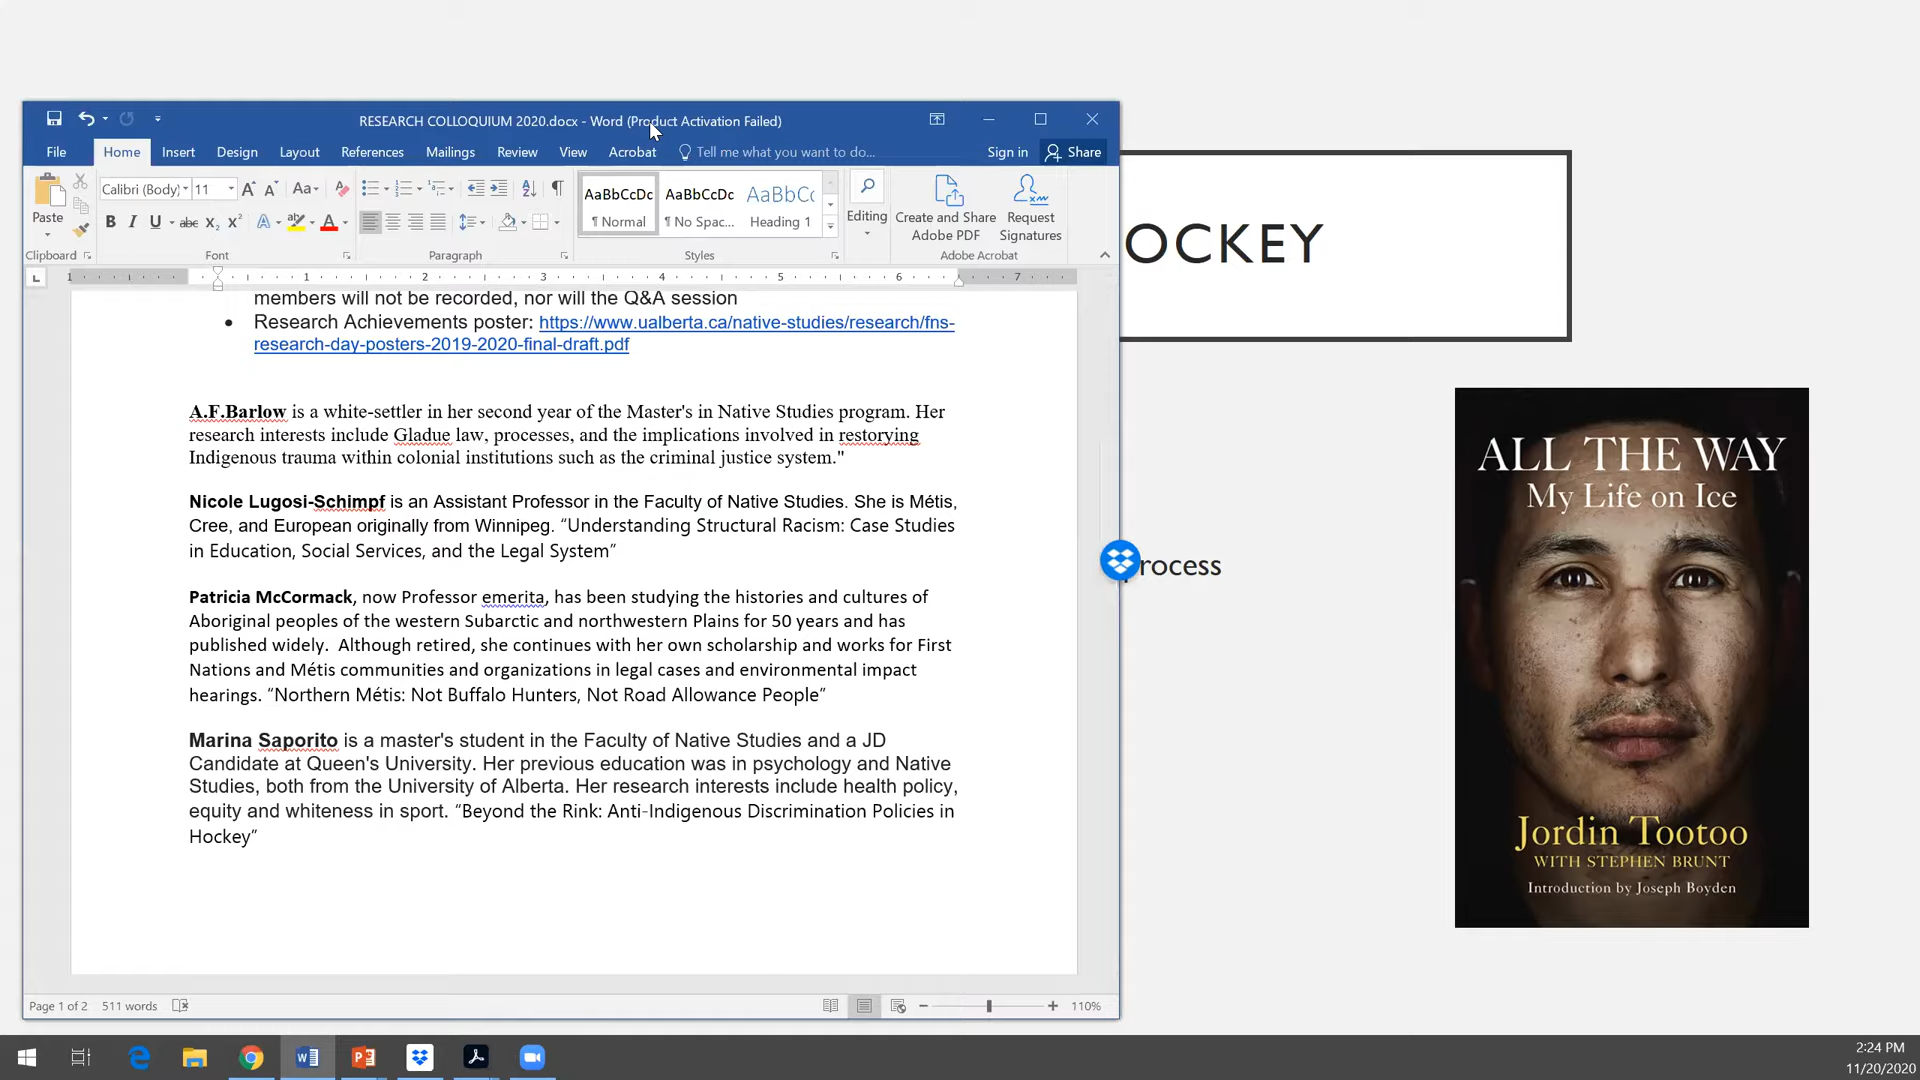 RESEARCH COLLOQUIUM 2020.docx - Word (Product Activation Failed)
File Home Insert Design Layout References Mailings Review View Acrobat Tell me what you want to do... Sign in Share
Paste
Clipboard
Calibri (Body) 11
Font
Paragraph
AaBbCcDc AaBbCcDc AaBbCc
¶ Normal ¶ No Spac... Heading 1
Styles
Editing
Create and Share Adobe PDF
Request Signatures
Adobe Acrobat
1 1 2 3 4 5 6 7
members will not be recorded, nor will the Q&A session
• Research Achievements poster: https://www.ualberta.ca/native-studies/research/fns-
research-day-posters-2019-2020-final-draft.pdf
A.F.Barlow is a white-settler in her second year of the Master's in Native Studies program. Her
research interests include Gladue law, processes, and the implications involved in restorying
Indigenous trauma within colonial institutions such as the criminal justice system."
Nicole Lugosi-Schimpf is an Assistant Professor in the Faculty of Native Studies. She is Métis,
Cree, and European originally from Winnipeg. “Understanding Structural Racism: Case Studies
in Education, Social Services, and the Legal System”
Patricia McCormack, now Professor emerita, has been studying the histories and cultures of
Aboriginal peoples of the western Subarctic and northwestern Plains for 50 years and has
published widely.  Although retired, she continues with her own scholarship and works for First
Nations and Métis communities and organizations in legal cases and environmental impact
hearings. “Northern Métis: Not Buffalo Hunters, Not Road Allowance People”
Marina Saporito is a master's student in the Faculty of Native Studies and a JD
Candidate at Queen's University. Her previous education was in psychology and Native
Studies, both from the University of Alberta. Her research interests include health policy,
equity and whiteness in sport. “Beyond the Rink: Anti-Indigenous Discrimination Policies in
Hockey”
Page 1 of 2 511 words
110%
OCKEY
rocess
ALL THE WAY
My Life on Ice
Jordin Tootoo
WITH STEPHEN BRUNT
Introduction by Joseph Boyden
2:24 PM
11/20/2020